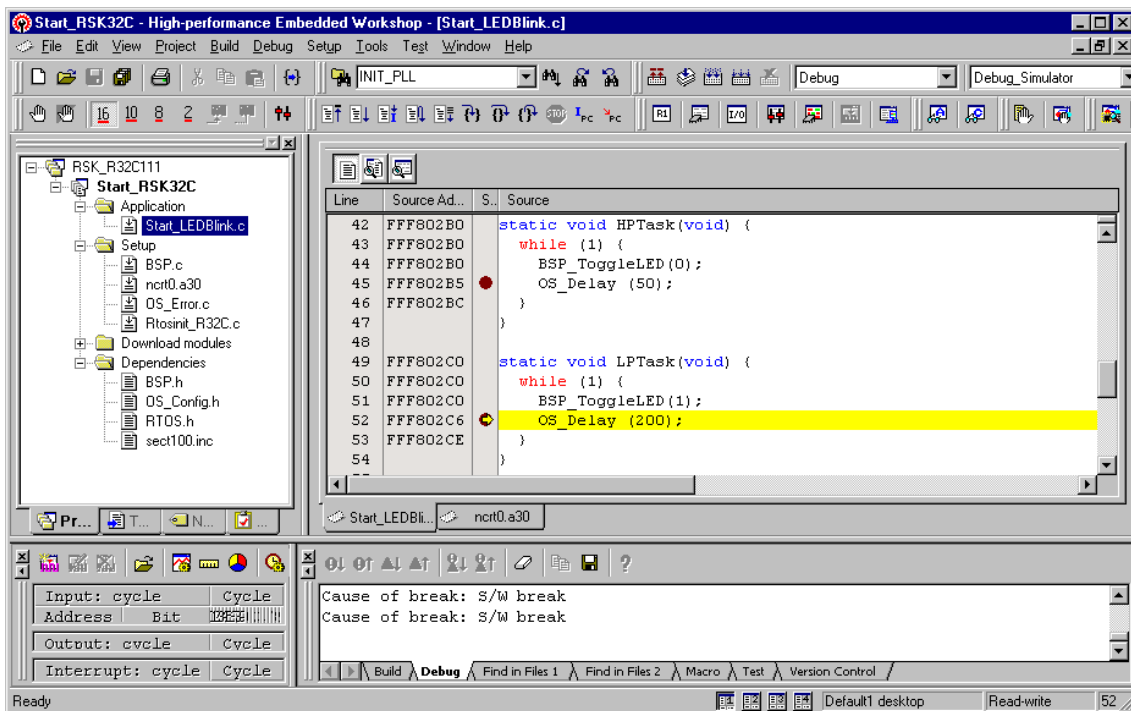 Start_RSK32C - High-performance Embedded Workshop - [Start_LEDBlink.c]
File Edit View Project Build Debug Setup Tools Test Window Help
INIT_PLL Debug Debug_Simulator
16 10 8 2 STOP PC PC R1 I/O
RSK_R32C111
Start_RSK32C
Application
Start_LEDBlink.c
Setup
BSP.c
ncrt0.a30
OS_Error.c
Rtosinit_R32C.c
Download modules
Dependencies
BSP.h
OS_Config.h
RTOS.h
sect100.inc
Pr... T... N... ...
Line Source Ad... S.. Source
42 FFF802B0 static void HPTask(void) {
43 FFF802B0 while (1) {
44 FFF802B0 BSP_ToggleLED(0);
45 FFF802B5 OS_Delay (50);
46 FFF802BC }
47 }
48
49 FFF802C0 static void LPTask(void) {
50 FFF802C0 while (1) {
51 FFF802C0 BSP_ToggleLED(1);
52 FFF802C6 OS_Delay (200);
53 FFF802CE }
54 }
Start_LEDBli... ncrt0.a30
Input: cycle Cycle
Address Bit
Output: cycle Cycle
Interrupt: cycle Cycle
Cause of break: S/W break
Cause of break: S/W break
Build Debug Find in Files 1 Find in Files 2 Macro Test Version Control
Ready Default1 desktop Read-write 52